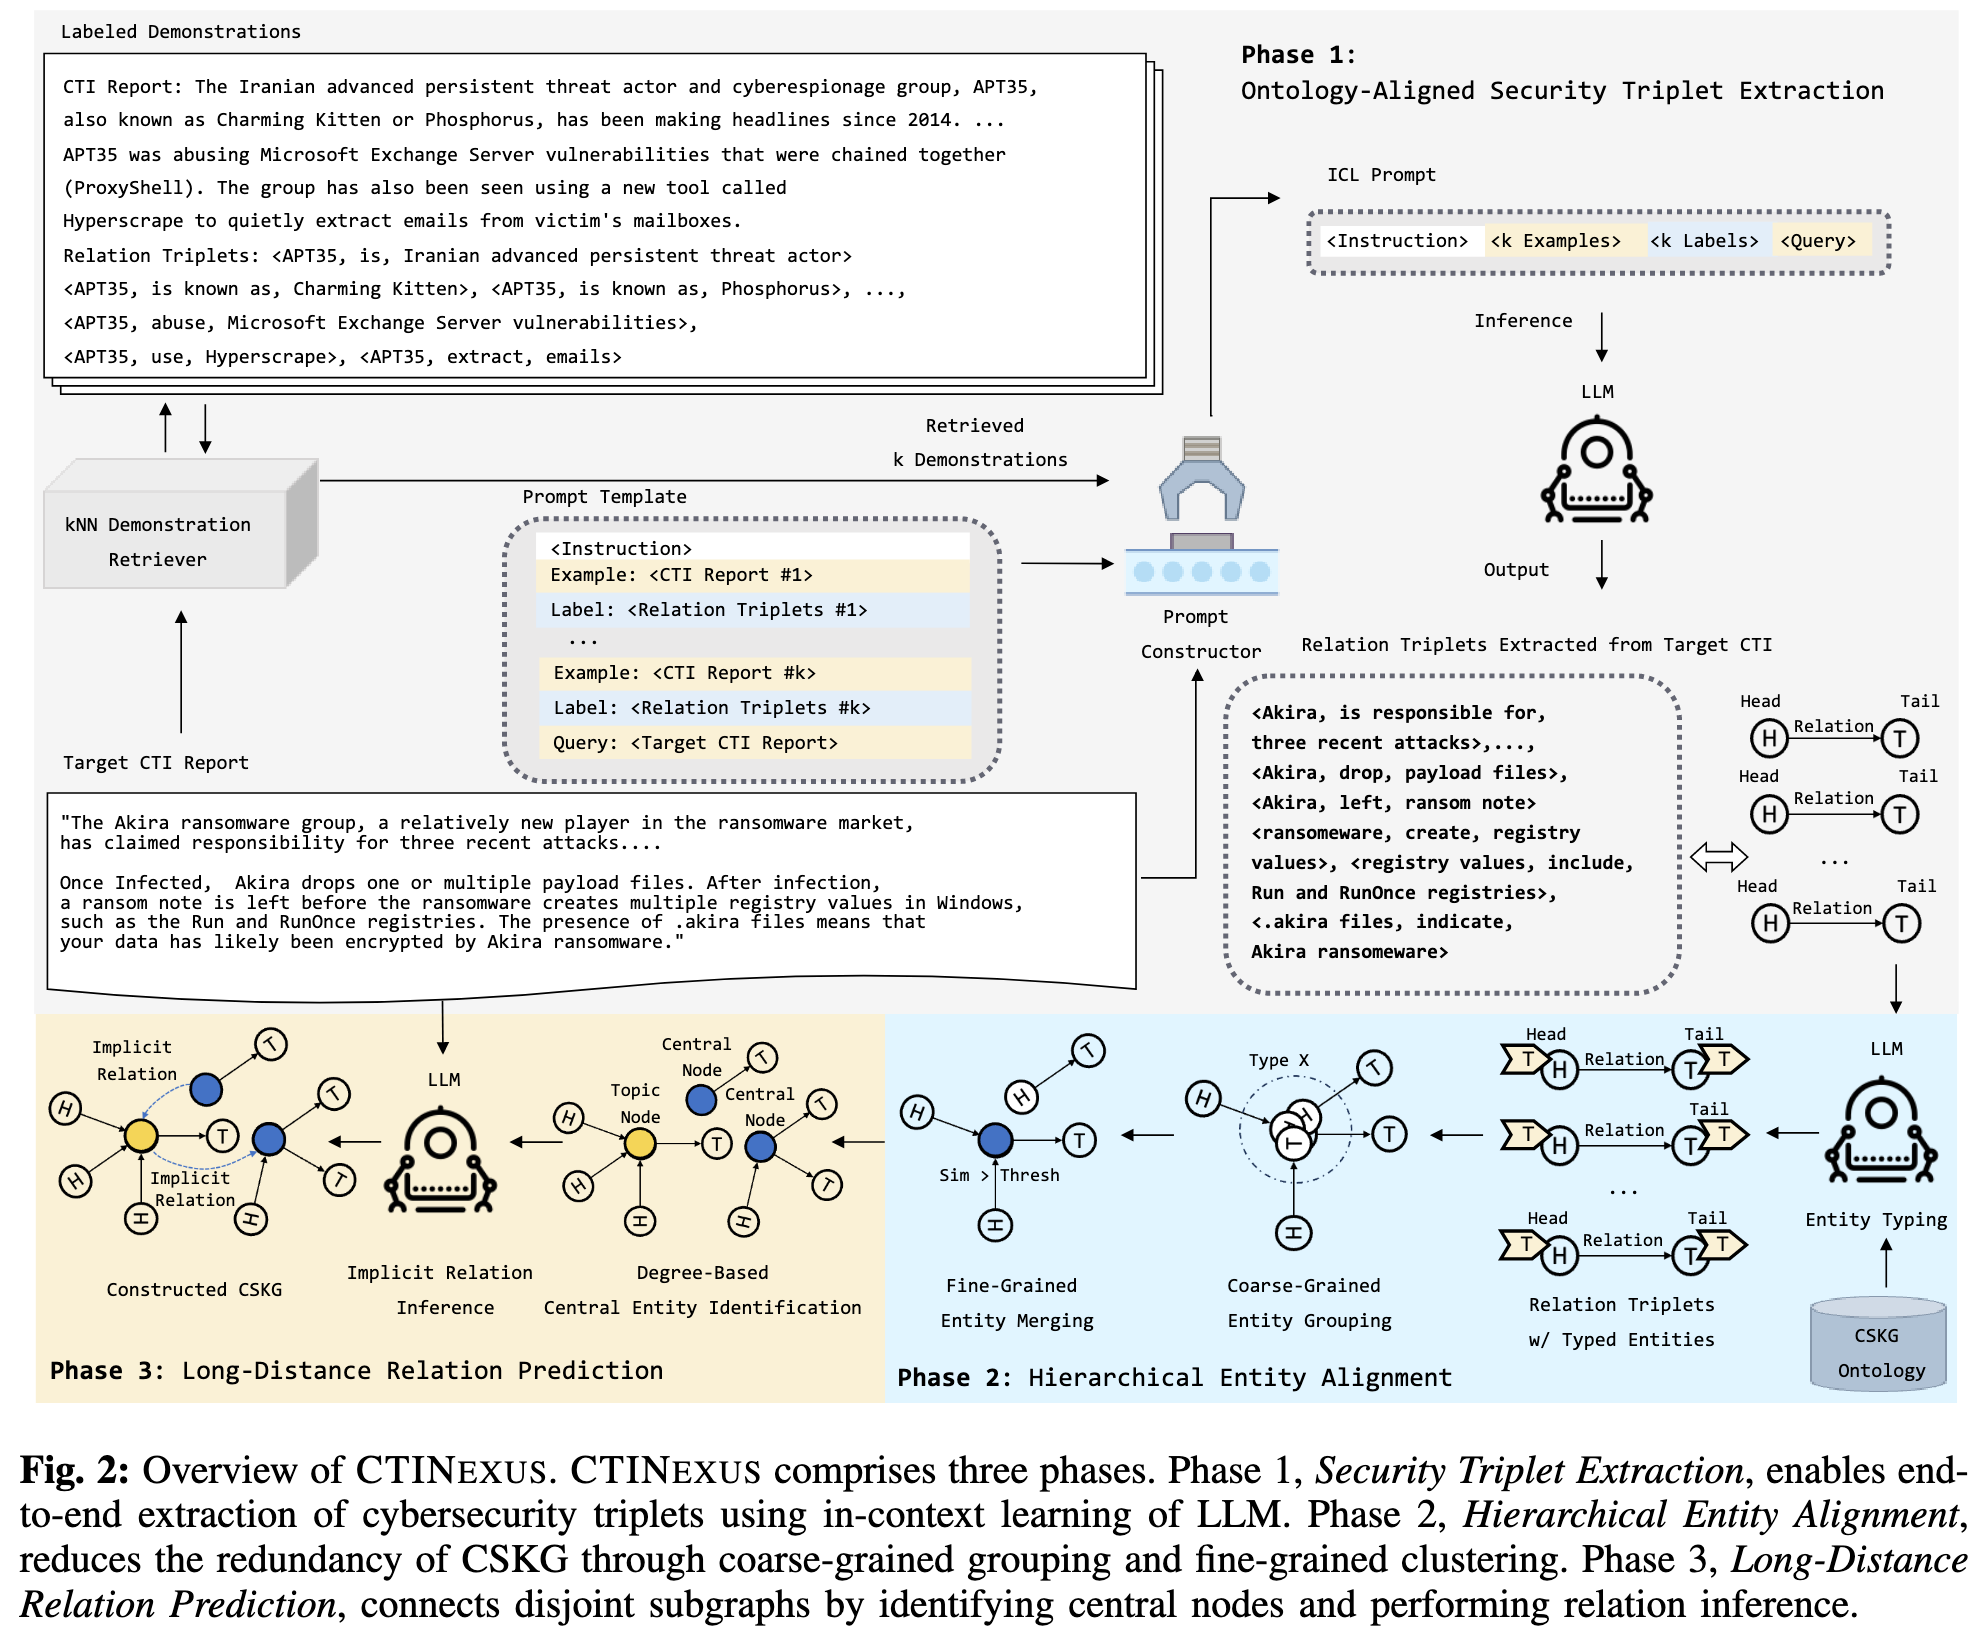 Labeled Demonstrations
CTI Report: The Iranian advanced persistent threat actor and cyberespionage group, APT35,
also known as Charming Kitten or Phosphorus, has been making headlines since 2014. ...
APT35 was abusing Microsoft Exchange Server vulnerabilities that were chained together
(ProxyShell). The group has also been seen using a new tool called
Hyperscrape to quietly extract emails from victim's mailboxes.
Relation Triplets: <APT35, is, Iranian advanced persistent threat actor>
<APT35, is known as, Charming Kitten>, <APT35, is known as, Phosphorus>, ...,
<APT35, abuse, Microsoft Exchange Server vulnerabilities>,
<APT35, use, Hyperscrape>, <APT35, extract, emails>
Phase 1:
Ontology-Aligned Security Triplet Extraction
ICL Prompt
<Instruction> <k Examples> <k Labels> <Query>
Inference
LLM
Output
Retrieved
k Demonstrations
kNN Demonstration
Retriever
Prompt Template
<Instruction>
Example: <CTI Report #1>
Label: <Relation Triplets #1>
...
Example: <CTI Report #k>
Label: <Relation Triplets #k>
Query: <Target CTI Report>
Prompt
Constructor
Target CTI Report
"The Akira ransomware group, a relatively new player in the ransomware market,
has claimed responsibility for three recent attacks....
Once Infected,  Akira drops one or multiple payload files. After infection,
a ransom note is left before the ransomware creates multiple registry values in Windows,
such as the Run and RunOnce registries. The presence of .akira files means that
your data has likely been encrypted by Akira ransomware."
Relation Triplets Extracted from Target CTI
<Akira, is responsible for,
three recent attacks>,...,
<Akira, drop, payload files>,
<Akira, left, ransom note>
<ransomeware, create, registry
values>, <registry values, include,
Run and RunOnce registries>,
<.akira files, indicate,
Akira ransomeware>
Head Tail
H Relation T
Head Tail
H Relation T
...
Head Tail
H Relation T
LLM
Entity Typing
CSKG
Ontology
Head Tail
T H Relation T T
Tail
T H Relation T T
...
Head Tail
T H Relation T T
Relation Triplets
w/ Typed Entities
Type X
H
T
H
T
T
H
Coarse-Grained
Entity Grouping
T
H
H
T
Sim > Thresh
H
Fine-Grained
Entity Merging
Phase 2: Hierarchical Entity Alignment
Central
Node
T
Topic
Node
Central
Node
H
T
T
H
T
H
H
Degree-Based
Central Entity Identification
LLM
Implicit Relation
Inference
Implicit
Relation
T
H
T
T
H
Implicit
Relation
T
H
H
Constructed CSKG
Phase 3: Long-Distance Relation Prediction
Fig. 2: Overview of CTINEXUS. CTINEXUS comprises three phases. Phase 1, Security Triplet Extraction, enables end-
to-end extraction of cybersecurity triplets using in-context learning of LLM. Phase 2, Hierarchical Entity Alignment,
reduces the redundancy of CSKG through coarse-grained grouping and fine-grained clustering. Phase 3, Long-Distance
Relation Prediction, connects disjoint subgraphs by identifying central nodes and performing relation inference.